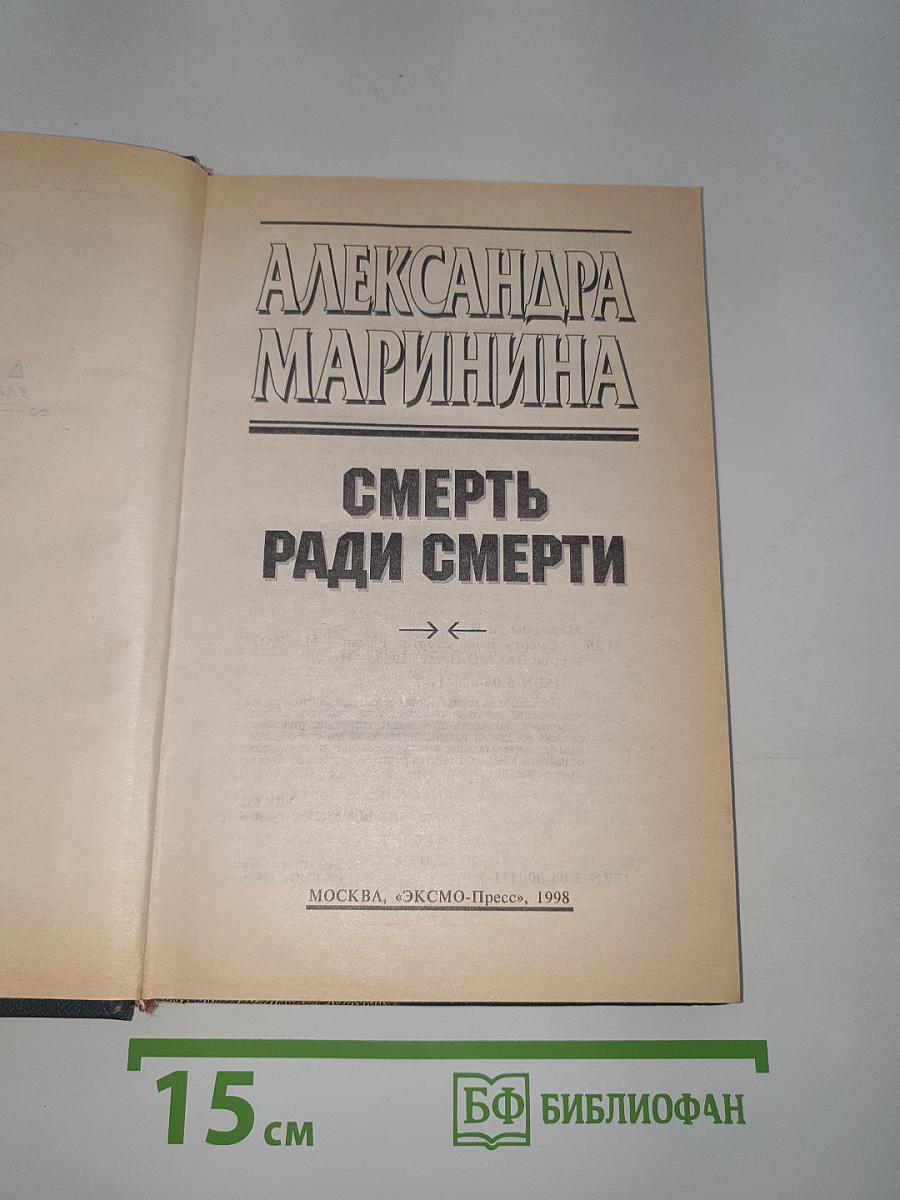 АЛЕКСАНДРА
МАРИНИНА
СМЕРТЬ
РАДИ СМЕРТИ
МОСКВА, «ЭКСМО-Пресс», 1998
15 см
БФ БИБЛИОФАН